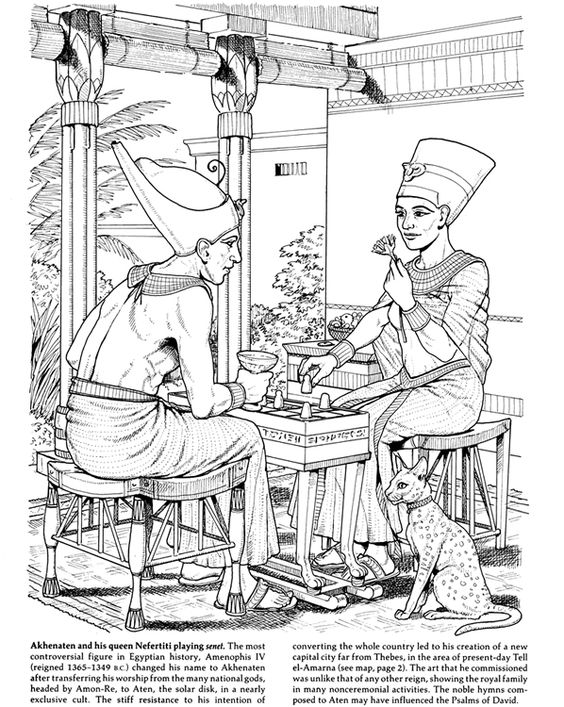 Akhenaten and his queen Nefertiti playing senet. The most
controversial figure in Egyptian history, Amenophis IV
(reigned 1365–1349 B.C.) changed his name to Akhenaten
after transferring his worship from the many national gods,
headed by Amon-Re, to Aten, the solar disk, in a nearly
exclusive cult. The stiff resistance to his intention of
converting the whole country led to his creation of a new
capital city far from Thebes, in the area of present-day Tell
el-Amarna (see map, page 2). The art that he commissioned
was unlike that of any other reign, showing the royal family
in many nonceremonial activities. The noble hymns com-
posed to Aten may have influenced the Psalms of David.